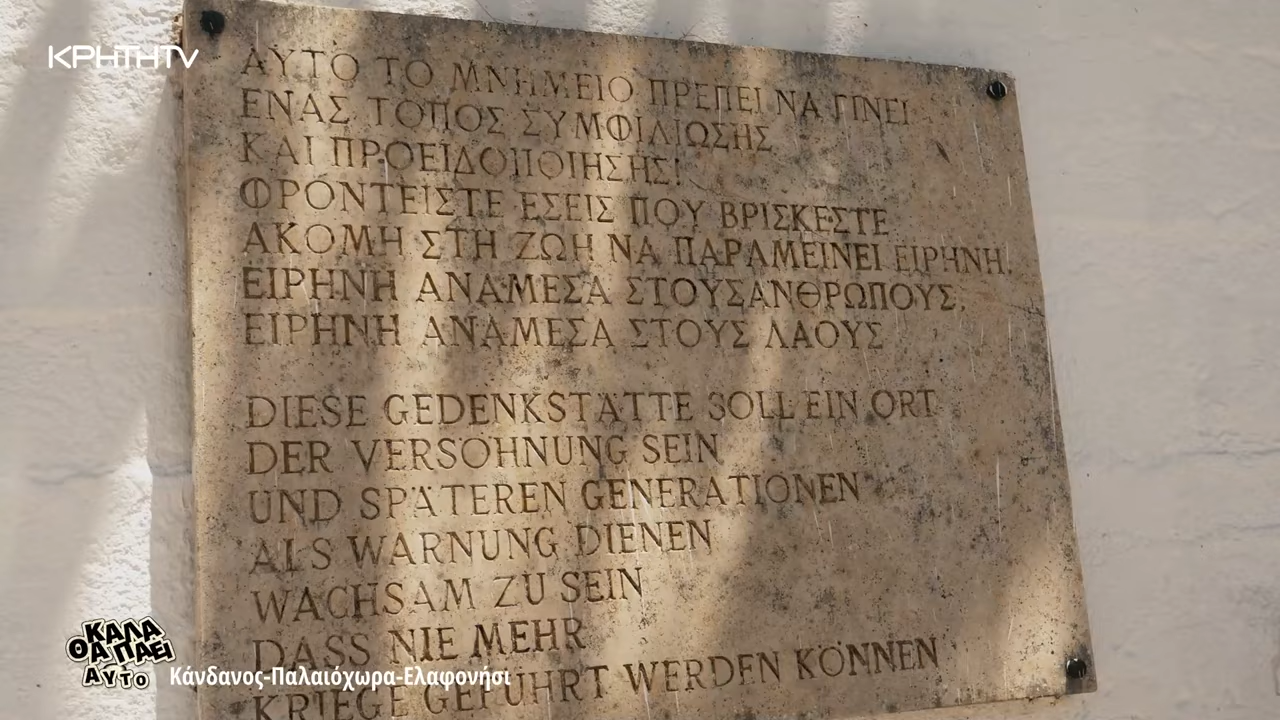 ΚΡΗΤΗTV
ΑΥΤΟ ΤΟ ΜΝΗΜΕΙΟ ΠΡΕΠΕΙ ΝΑ ΓΙΝΕΙ
ΕΝΑΣ ΤΟΠΟΣ ΣΥΜΦΙΛΙΩΣΗΣ
ΚΑΙ ΠΡΟΕΙΔΟΠΟΙΗΣΗΣ!
ΦΡΟΝΤΕΙΣΤΕ ΕΣΕΙΣ ΠΟΥ ΒΡΙΣΚΕΣΤΕ
ΑΚΟΜΗ ΣΤΗ ΖΩΗ ΝΑ ΠΑΡΑΜΕΙΝΕΙ ΕΙΡΗΝΗ.
ΕΙΡΗΝΗ ΑΝΑΜΕΣΑ ΣΤΟΥΣΑΝΘΡΩΠΟΥΣ,
ΕΙΡΗΝΗ ΑΝΑΜΕΣΑ ΣΤΟΥΣ ΛΑΟΥΣ
DIESE GEDENKSTÄTTE SOLL EIN ORT
DER VERSÖHNUNG SEIN
UND SPÄTEREN GENERATIONEN
ALS WARNUNG DIENEN
WACHSAM ZU SEIN
DASS NIE MEHR
KRIEGE GEFÜHRT WERDEN KÖNNEN
ΚΑΛΑ
ΘΑ ΠΑΕΙ
ΑΥΤΟ
Κάνδανος-Παλαιόχωρα-Ελαφονήσι